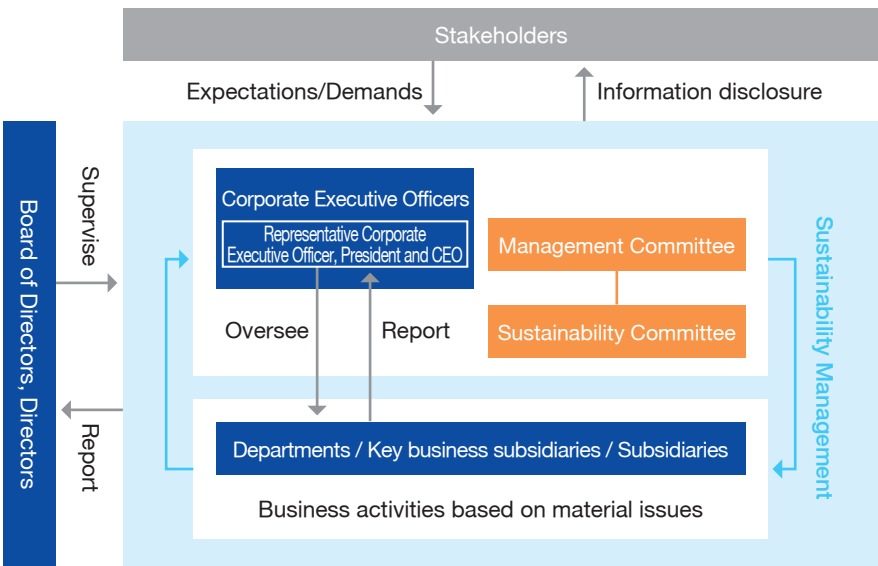 Stakeholders
Expectations/Demands
Information disclosure
Board of Directors, Directors
Supervise
Report
Corporate Executive Officers
Representative Corporate
Executive Officer, President and CEO
Management Committee
Sustainability Committee
Oversee
Report
Departments / Key business subsidiaries / Subsidiaries
Business activities based on material issues
Sustainability Management